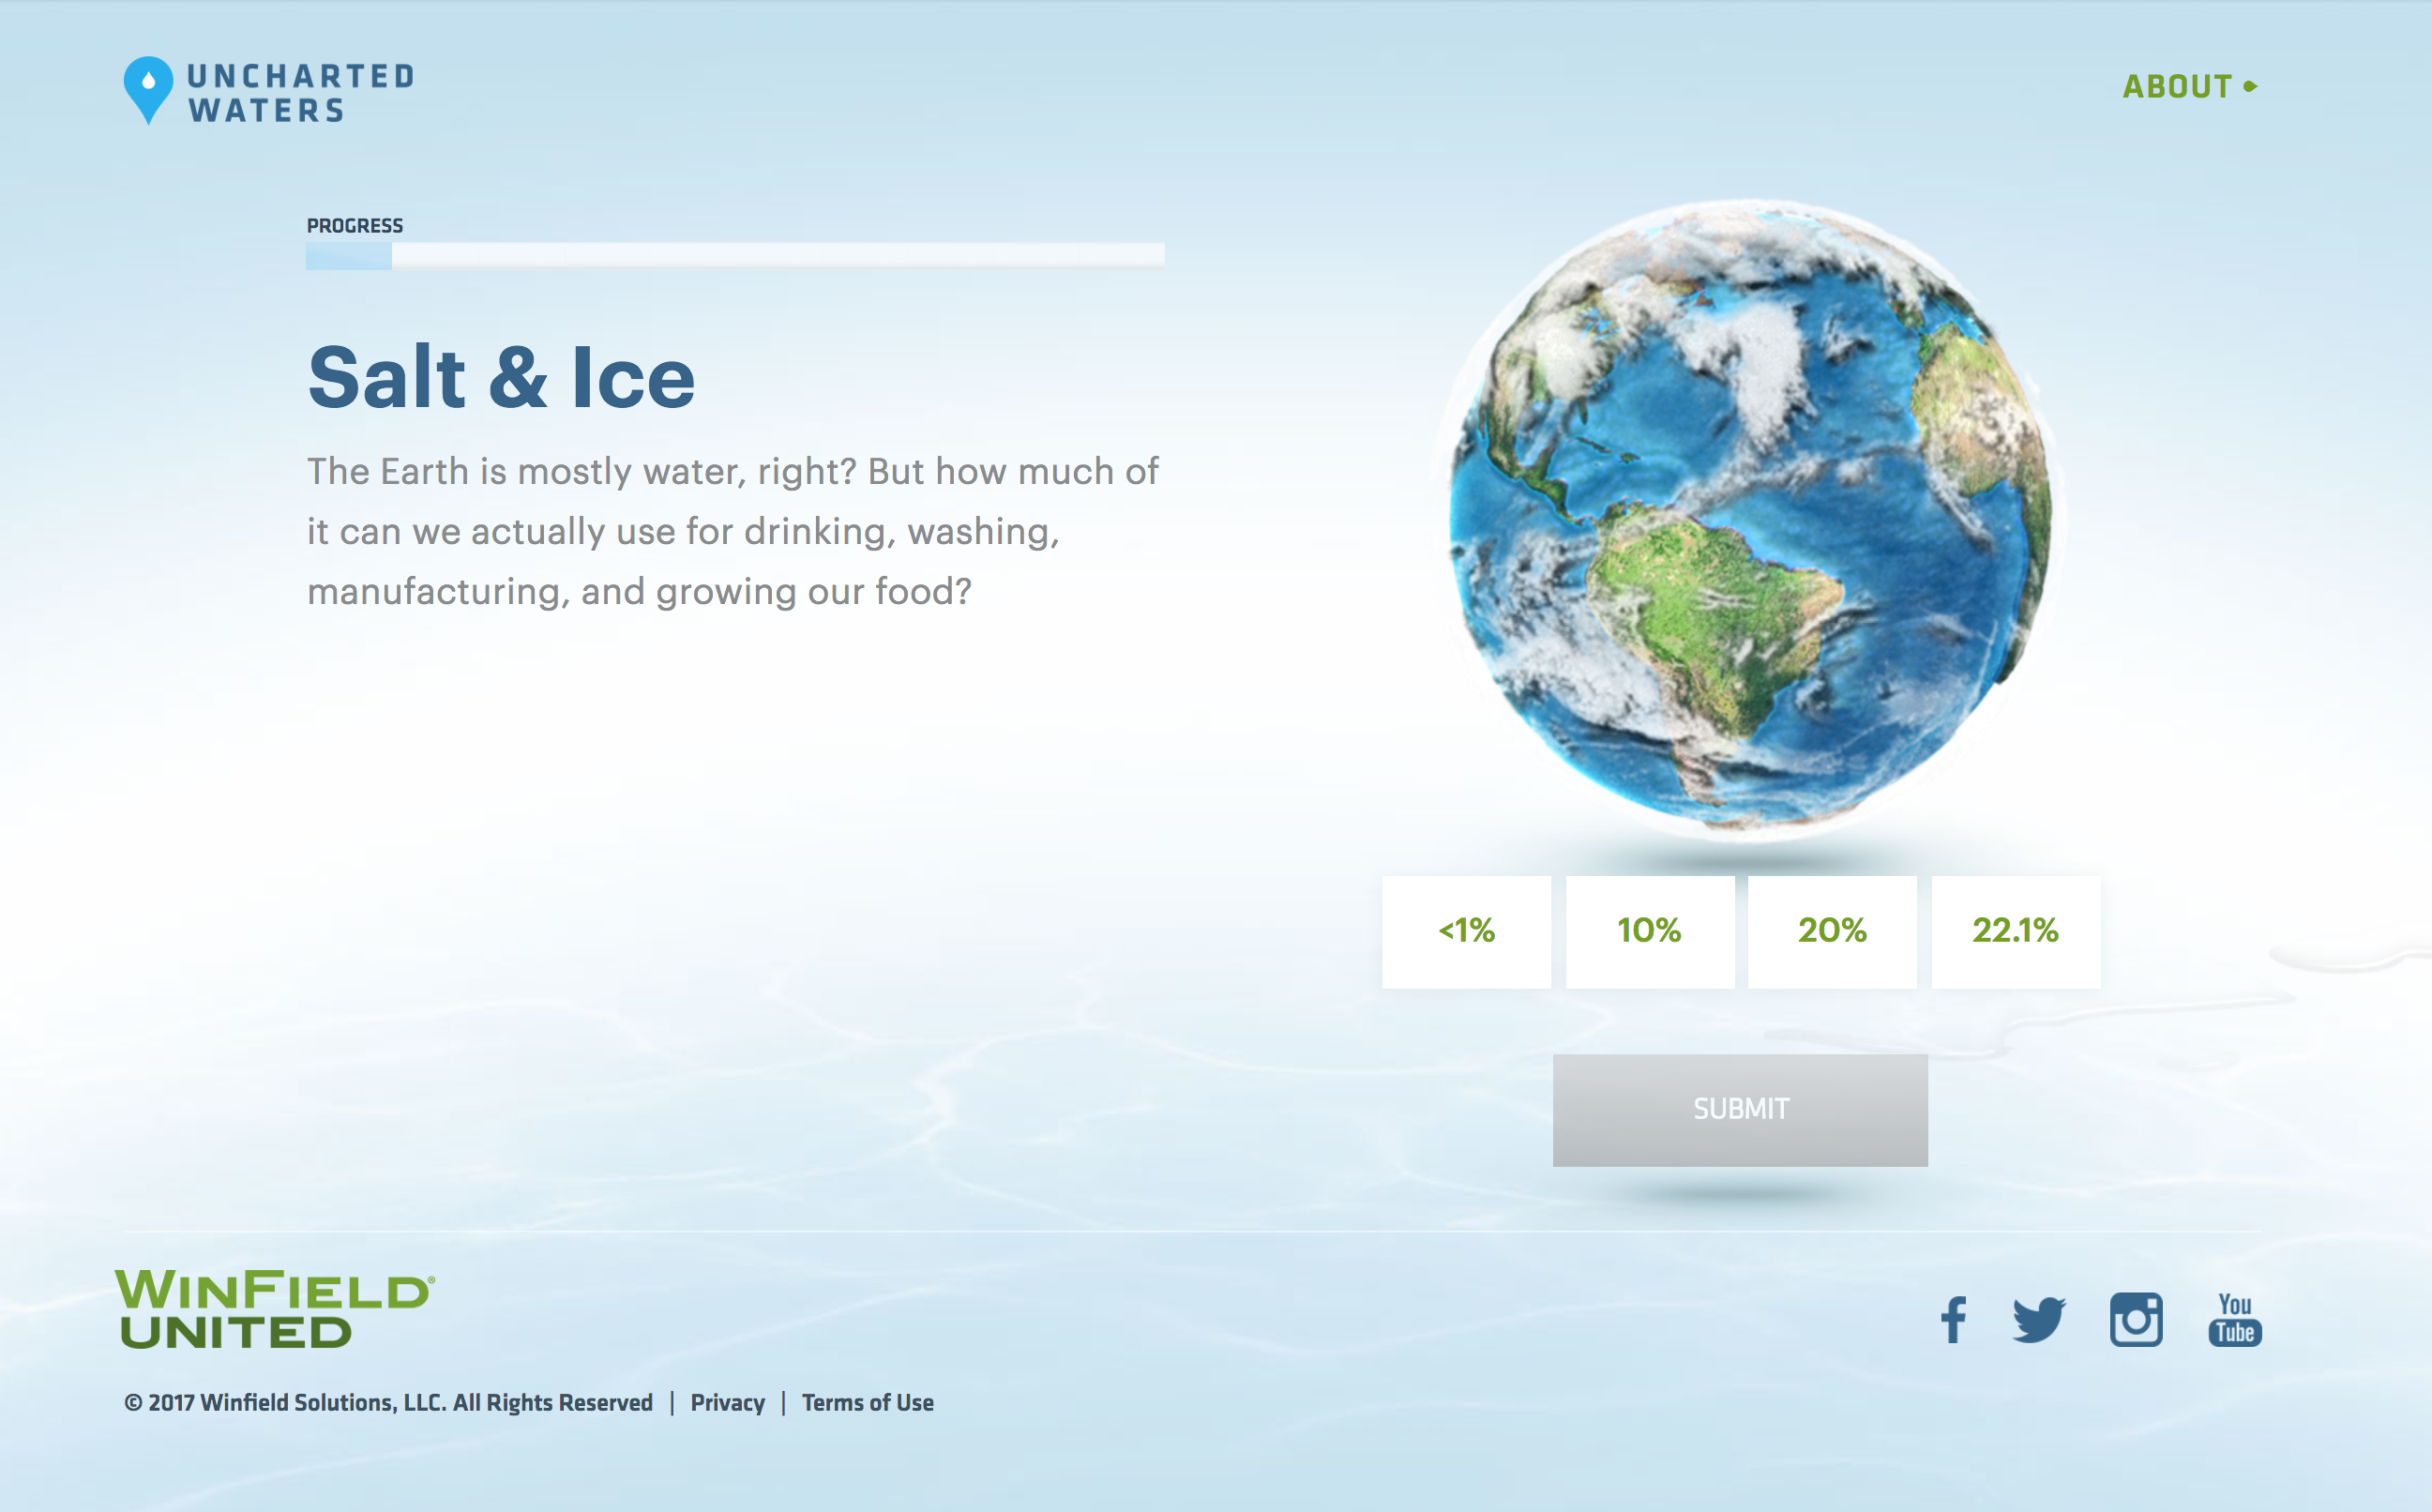 UNCHARTED
WATERS
ABOUT
PROGRESS
Salt & Ice
The Earth is mostly water, right? But how much of
it can we actually use for drinking, washing,
manufacturing, and growing our food?
<1%
10%
20%
22.1%
SUBMIT
WINFIELD®
UNITED
You
Tube
© 2017 Winfield Solutions, LLC. All Rights Reserved | Privacy | Terms of Use